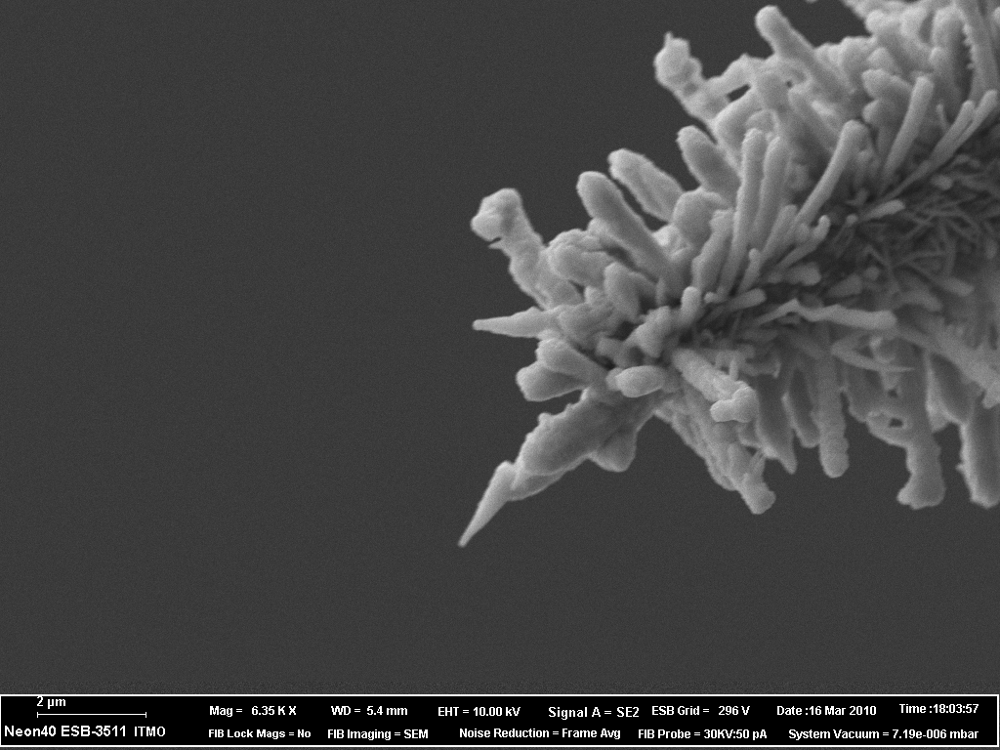 2 µm
Mag = 6.35 K X WD = 5.4 mm EHT = 10.00 kV Signal A = SE2 ESB Grid = 296 V Date :16 Mar 2010 Time :18:03:57
Neon40 ESB-3511 ITMO FIB Lock Mags = No FIB Imaging = SEM Noise Reduction = Frame Avg FIB Probe = 30KV:50 pA System Vacuum = 7.19e-006 mbar